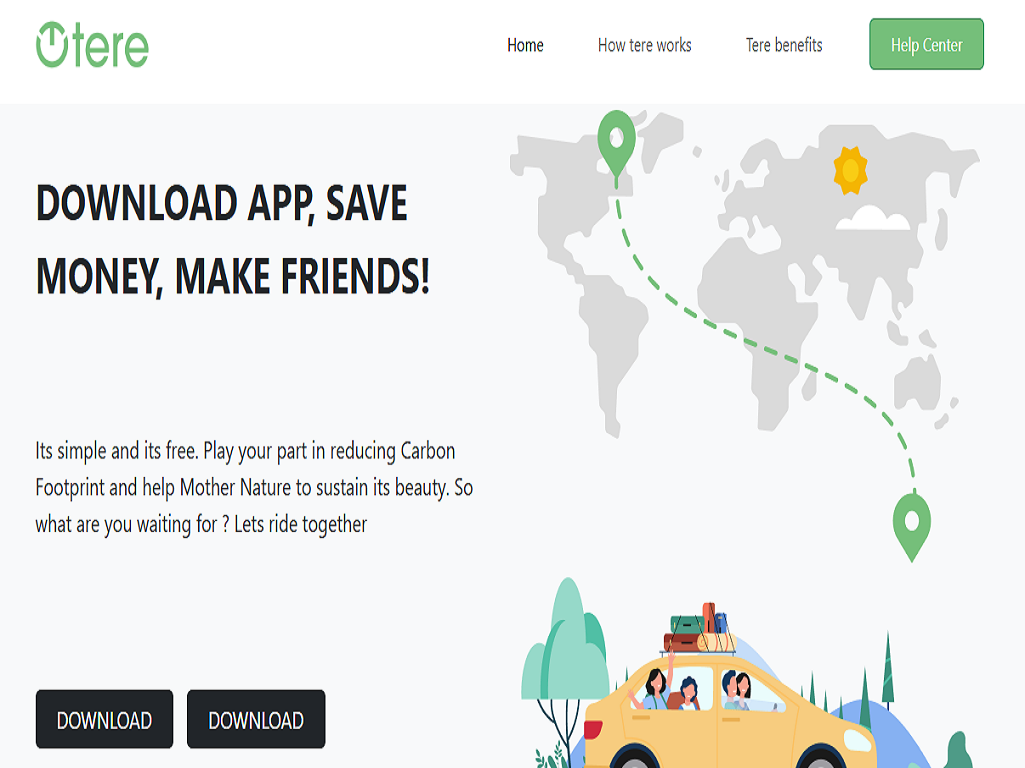 tere
Home
How tere works
Tere benefits
Help Center
DOWNLOAD APP, SAVE
MONEY, MAKE FRIENDS!
Its simple and its free. Play your part in reducing Carbon
Footprint and help Mother Nature to sustain its beauty. So
what are you waiting for ? Lets ride together
DOWNLOAD
DOWNLOAD